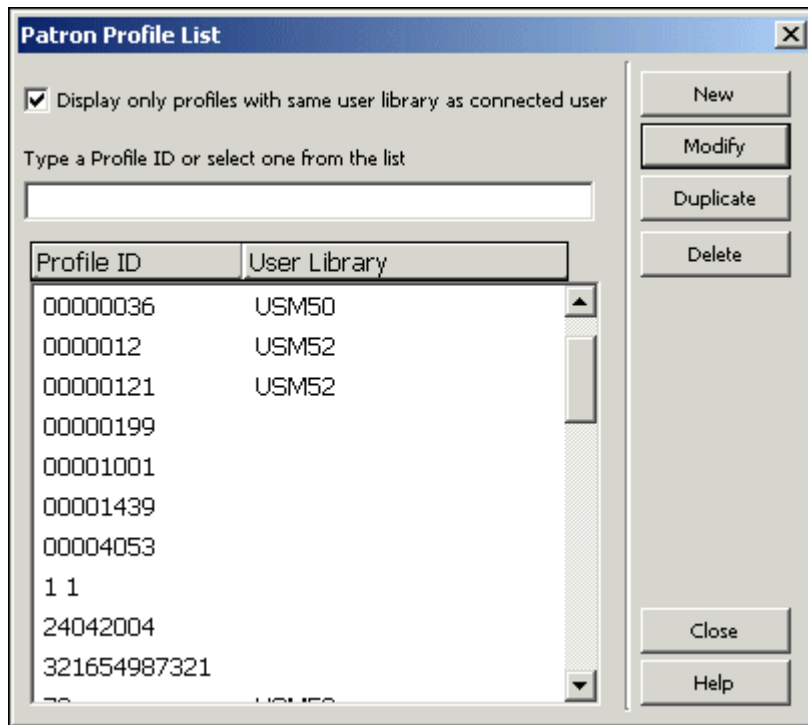 Patron Profile List
Display only profiles with same user library as connected user
Type a Profile ID or select one from the list
Profile ID User Library
00000036 USM50
0000012 USM52
00000121 USM52
00000199
00001001
00001439
00004053
1 1
24042004
321654987321
New
Modify
Duplicate
Delete
Close
Help